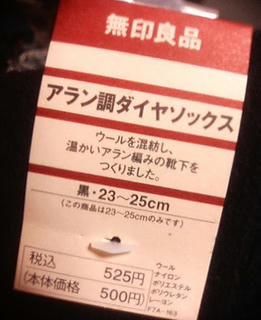 無印良品
アラン調ダイヤソックス
ウールを混紡し、
温かいアラン編みの靴下を
つくりました。
黒・23〜25cm
(この商品は23〜25cmのみです)
税込 525円
(本体価格 500円)
ウール
ナイロン
ポリエステル
ポリウレタン
レーヨン
F7A-163